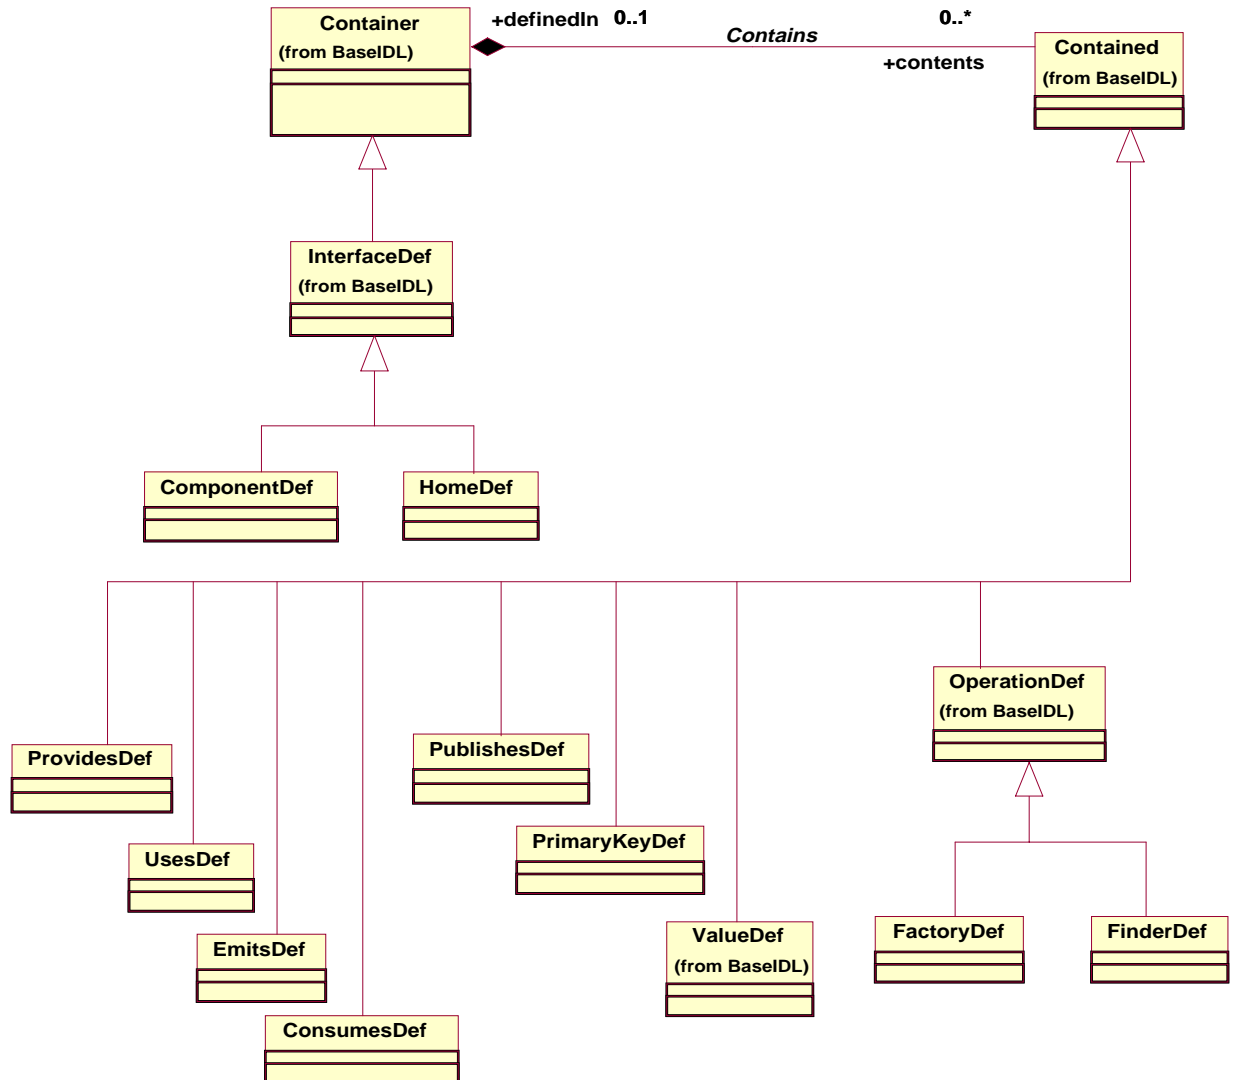 Container
(from BaseIDL)
+definedIn 0..1
Contains
0..*
+contents
Contained
(from BaseIDL)
InterfaceDef
(from BaseIDL)
ComponentDef
HomeDef
OperationDef
(from BaseIDL)
ProvidesDef
PublishesDef
UsesDef
PrimaryKeyDef
EmitsDef
ValueDef
(from BaseIDL)
FactoryDef
FinderDef
ConsumesDef